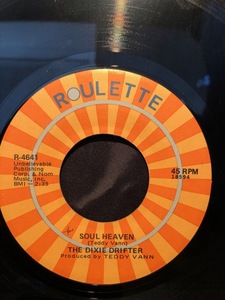 ROULETTE
R-4641
Unbelievable
Publishing
Corp. & Nom
Music, Inc.
BMI - 2:35
45 RPM
18594
SOUL HEAVEN
(Teddy Vann)
THE DIXIE DRIFTER
Produced by TEDDY VANN